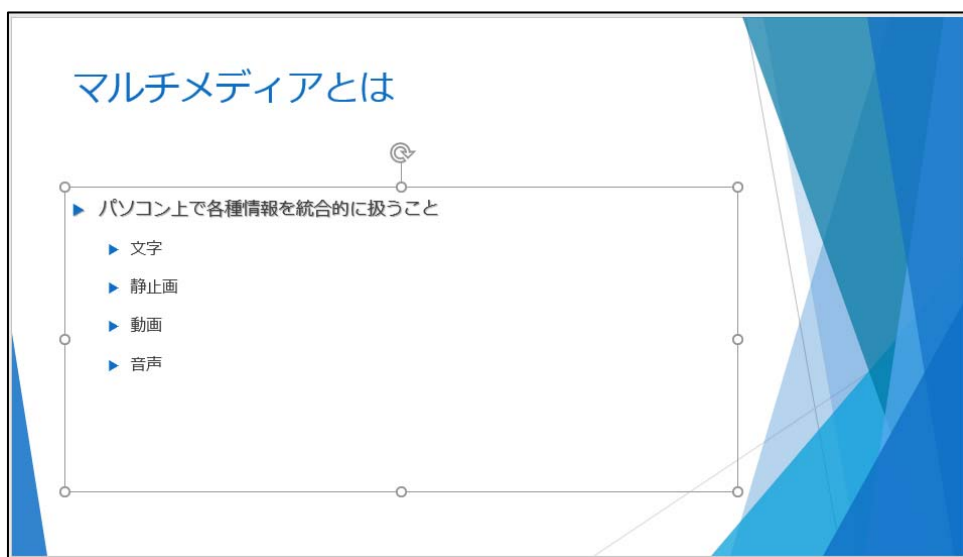 マルチメディアとは
パソコン上で各種情報を統合的に扱うこと
文字
静止画
動画
音声